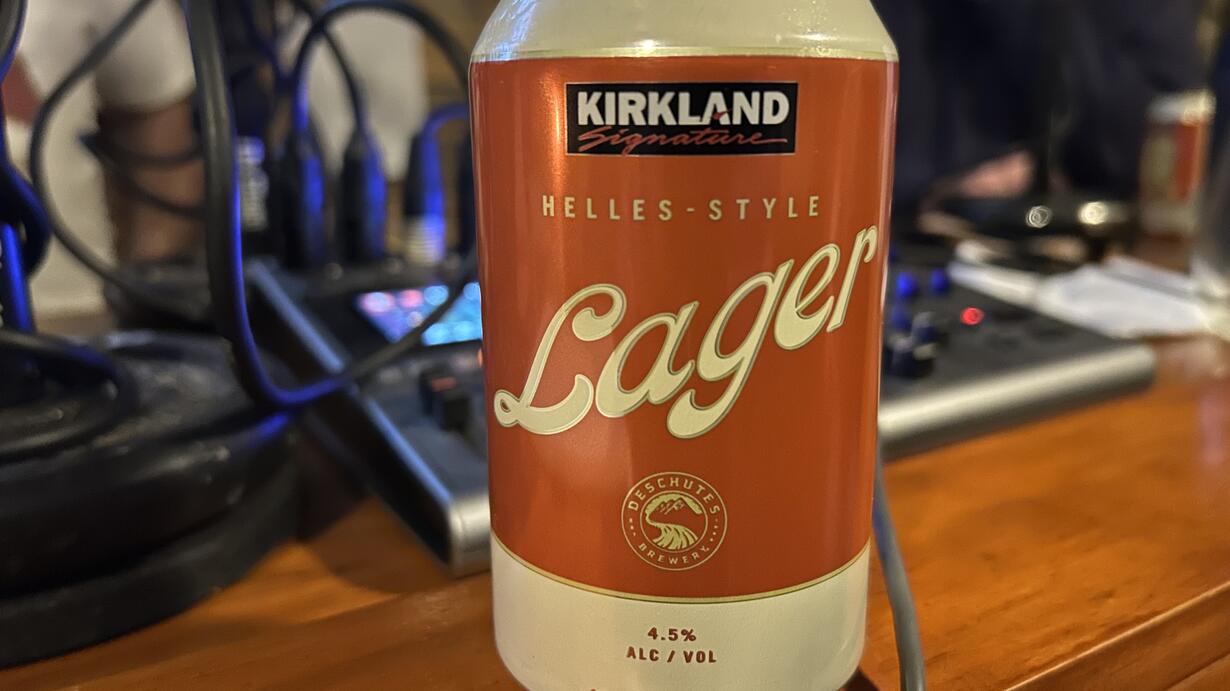 KIRKLAND
Signature
HELLES-STYLE
Lager
DESCHUTES
BREWERY
4.5%
ALC / VOL